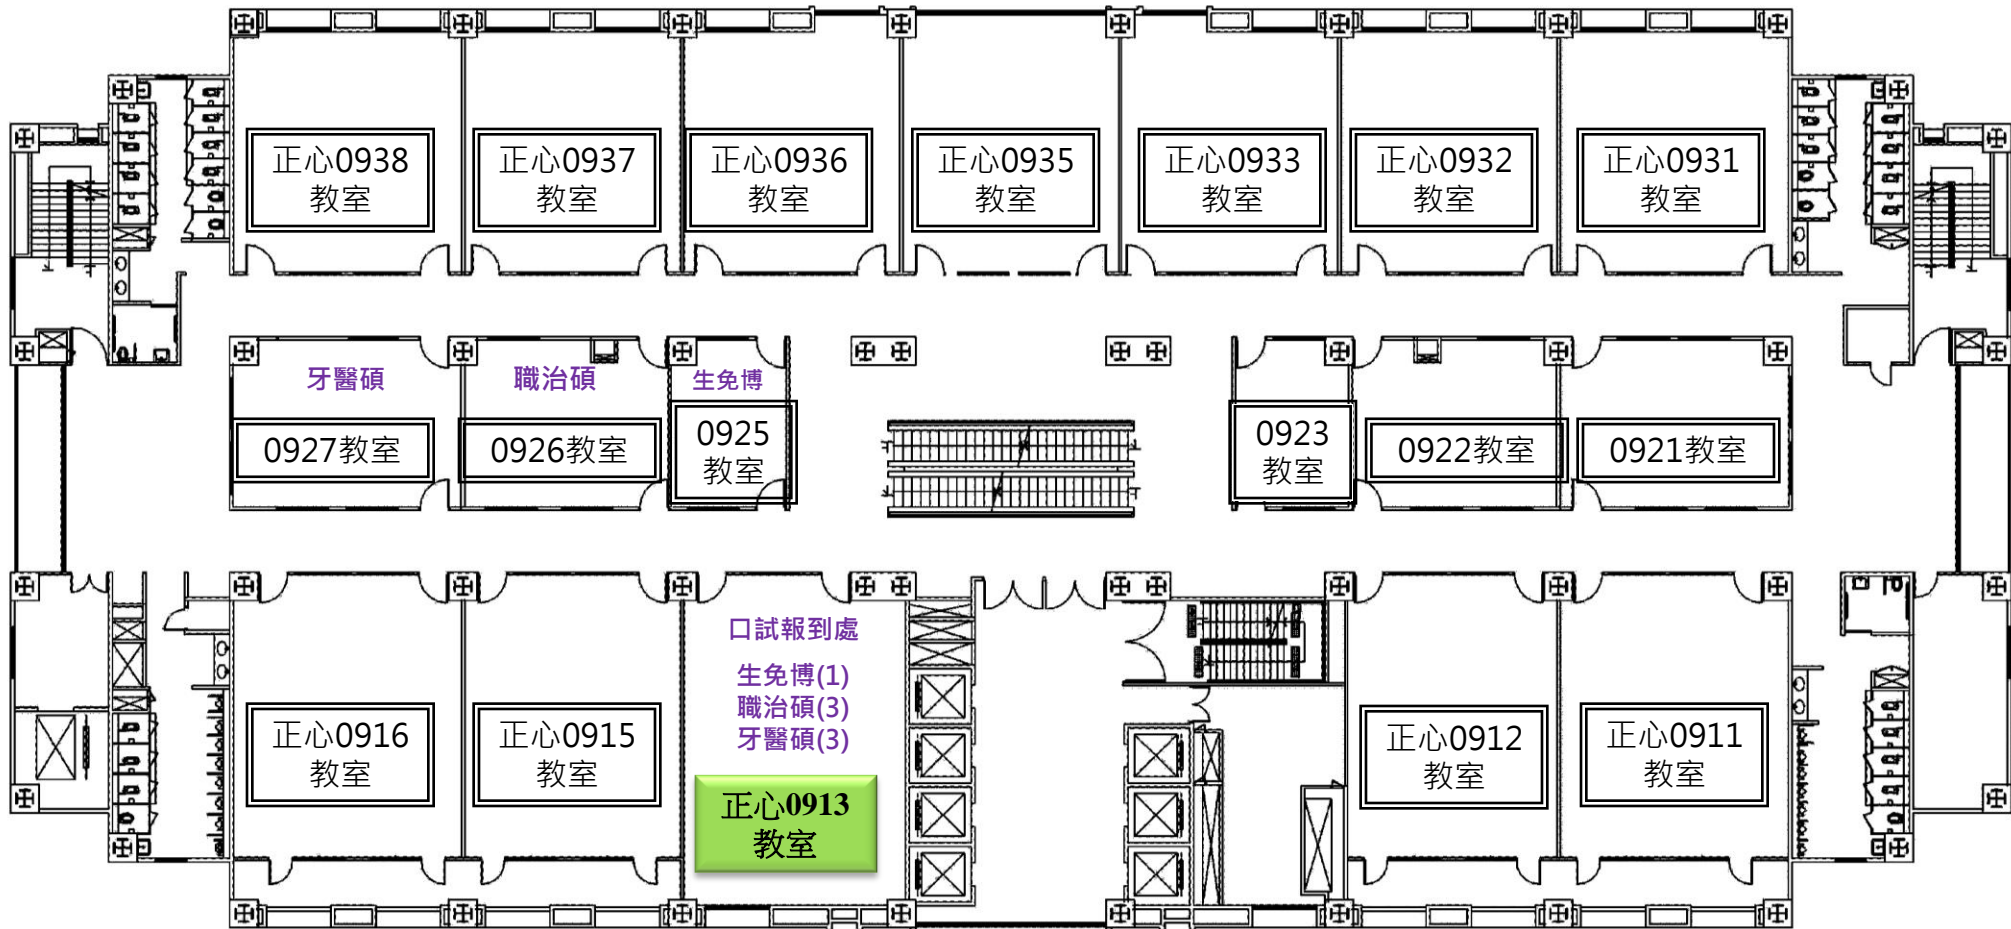 正心0938
教室
正心0937
教室
正心0936
教室
正心0935
教室
正心0933
教室
正心0932
教室
正心0931
教室
牙醫碩
0927教室
職治碩
0926教室
生免博
0925
教室
0923
教室
0922教室
0921教室
正心0916
教室
正心0915
教室
口試報到處
生免博(1)
職治碩(3)
牙醫碩(3)
正心0913
教室
正心0912
教室
正心0911
教室